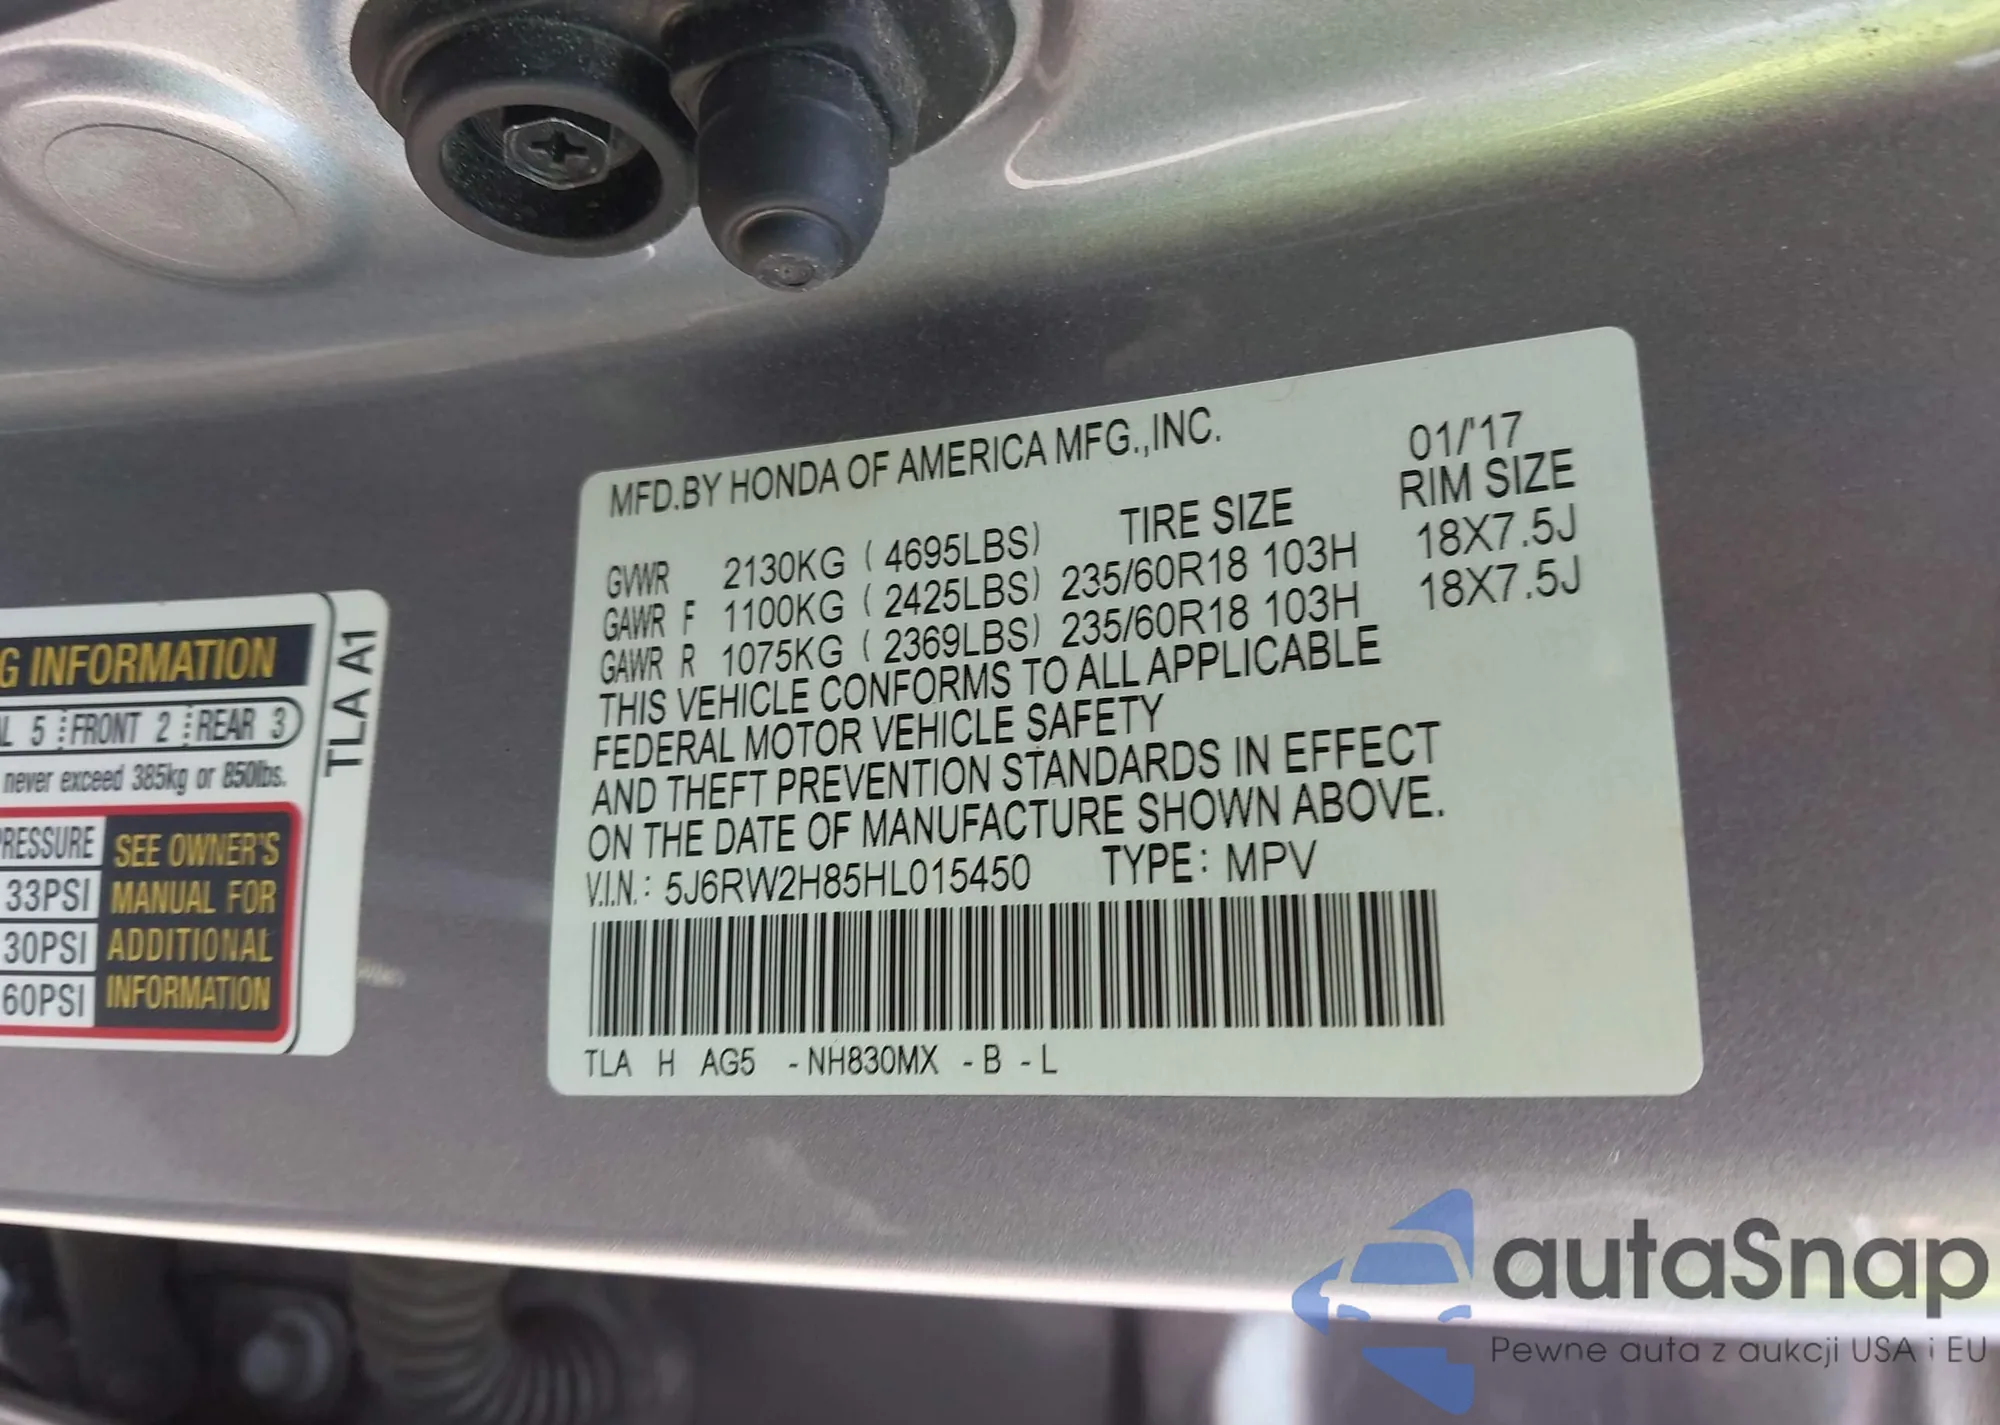 MFD.BY HONDA OF AMERICA MFG.,INC. 01/'17
TIRE SIZE RIM SIZE
GVWR 2130KG ( 4695LBS)
GAWR F 1100KG ( 2425LBS) 235/60R18 103H 18X7.5J
GAWR R 1075KG ( 2369LBS) 235/60R18 103H 18X7.5J
THIS VEHICLE CONFORMS TO ALL APPLICABLE
FEDERAL MOTOR VEHICLE SAFETY
AND THEFT PREVENTION STANDARDS IN EFFECT
ON THE DATE OF MANUFACTURE SHOWN ABOVE.
V.I.N.: 5J6RW2H85HL015450 TYPE: MPV
TLA H AG5 -NH830MX -B -L
INFORMATION
5 FRONT 2 REAR 3
never exceed 385kg or 850lbs.
33PSI
30PSI
60PSI
SEE OWNER'S
MANUAL FOR
ADDITIONAL
INFORMATION
TLA A1
autaSnap
Pewne auta z aukcji USA i EU